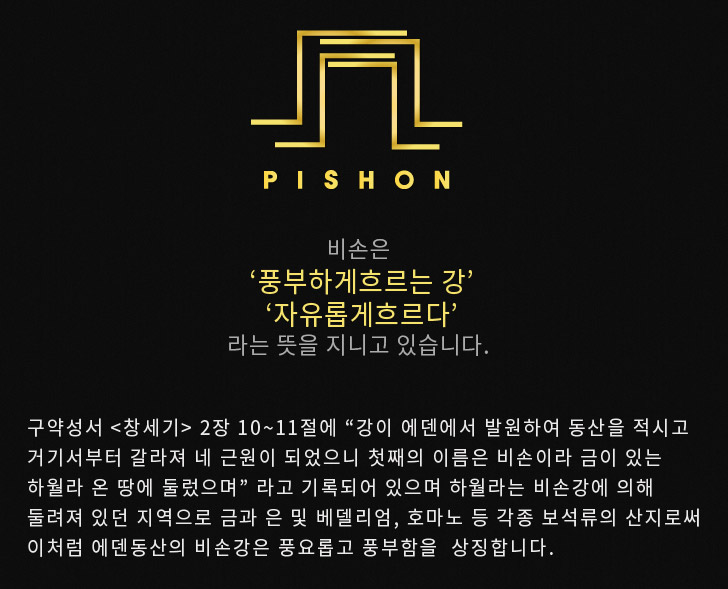 PISHON
비손은
‘풍부하게흐르는 강’
‘자유롭게흐르다’
라는 뜻을 지니고 있습니다.
구약성서 <창세기> 2장 10~11절에 “강이 에덴에서 발원하여 동산을 적시고
거기서부터 갈라져 네 근원이 되었으니 첫째의 이름은 비손이라 금이 있는
하월라 온 땅에 둘렀으며” 라고 기록되어 있으며 하월라는 비손강에 의해
둘려져 있던 지역으로 금과 은 및 베델리엄, 호마노 등 각종 보석류의 산지로써
이처럼 에덴동산의 비손강은 풍요롭고 풍부함을 상징합니다.